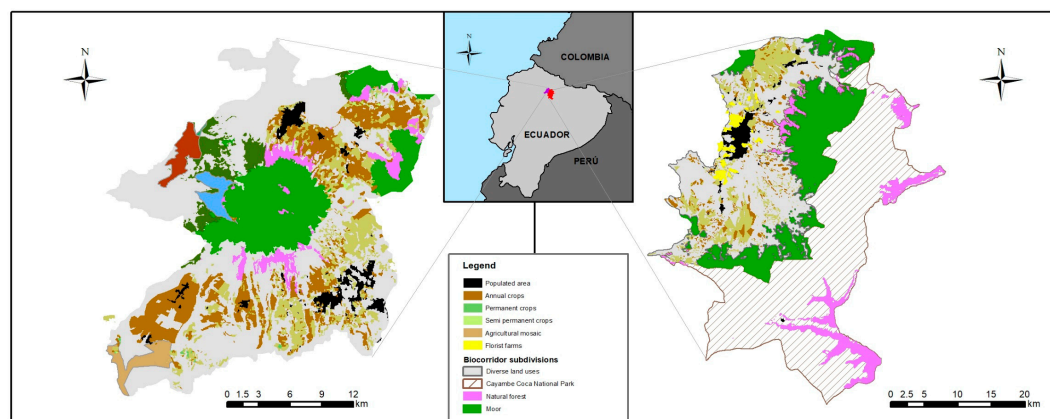 N
0 1.5 3 6 9 12
km
N
COLOMBIA
ECUADOR
PERÚ
Legend
Populated area
Annual crops
Permanent crops
Semi permanent crops
Agricultural mosaic
Florist farms
Biocorridor subdivisions
Diverse land uses
Cayambe Coca National Park
Natural forest
Moor
N
0 2.5 5 10 15 20
km